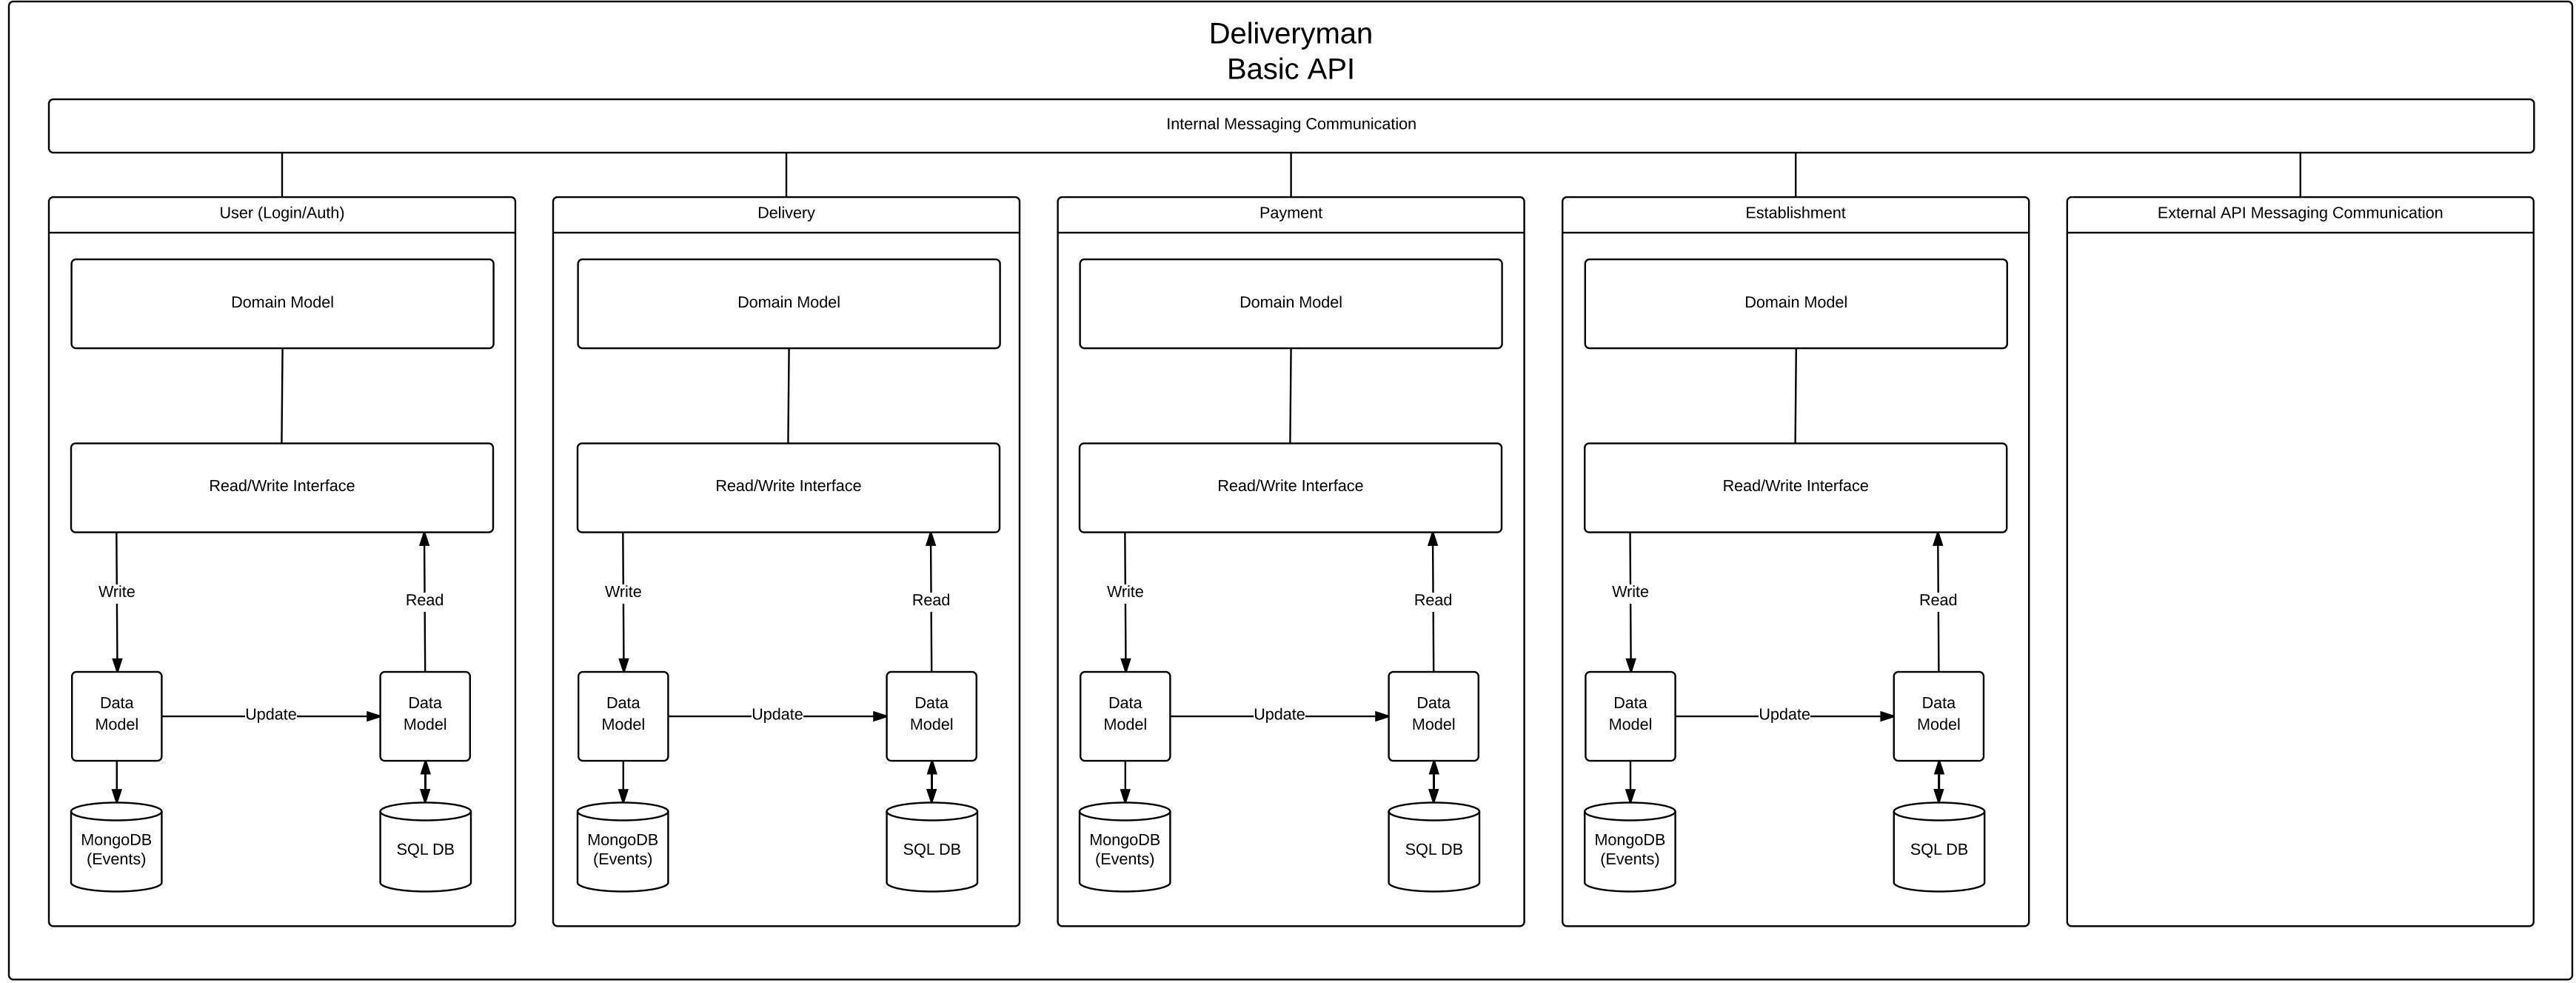 Deliveryman
Basic API
Internal Messaging Communication
User (Login/Auth)
Domain Model
Read/Write Interface
Write
Read
Data
Model
Update
Data
Model
MongoDB
(Events)
SQL DB
Delivery
Domain Model
Read/Write Interface
Write
Read
Data
Model
Update
Data
Model
MongoDB
(Events)
SQL DB
Payment
Domain Model
Read/Write Interface
Write
Read
Data
Model
Update
Data
Model
MongoDB
(Events)
SQL DB
Establishment
Domain Model
Read/Write Interface
Write
Read
Data
Model
Update
Data
Model
MongoDB
(Events)
SQL DB
External API Messaging Communication